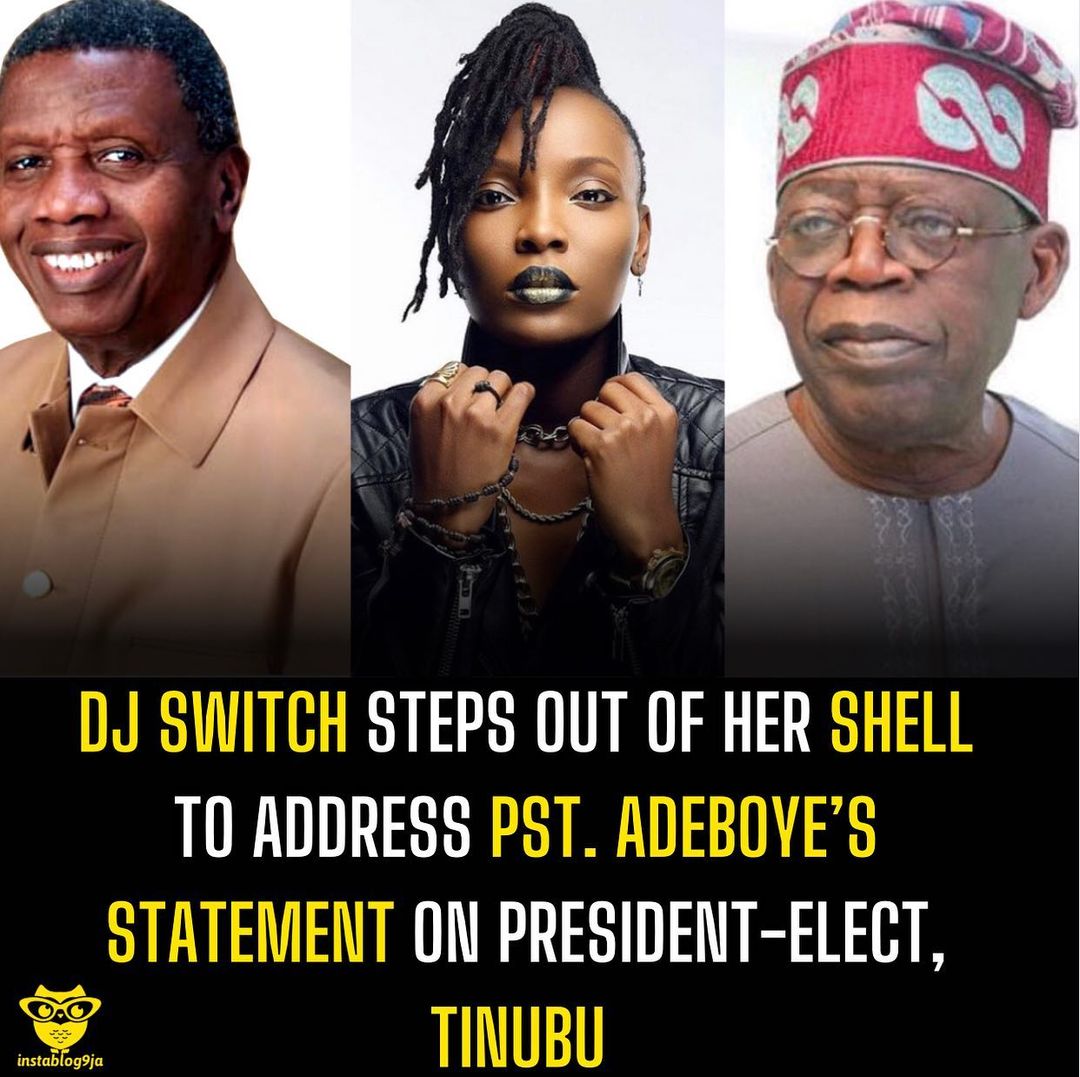 DJ SWITCH STEPS OUT OF HER SHELL
TO ADDRESS PST. ADEBOYE'S
STATEMENT ON PRESIDENT-ELECT,
TINUBU
instablog9ja